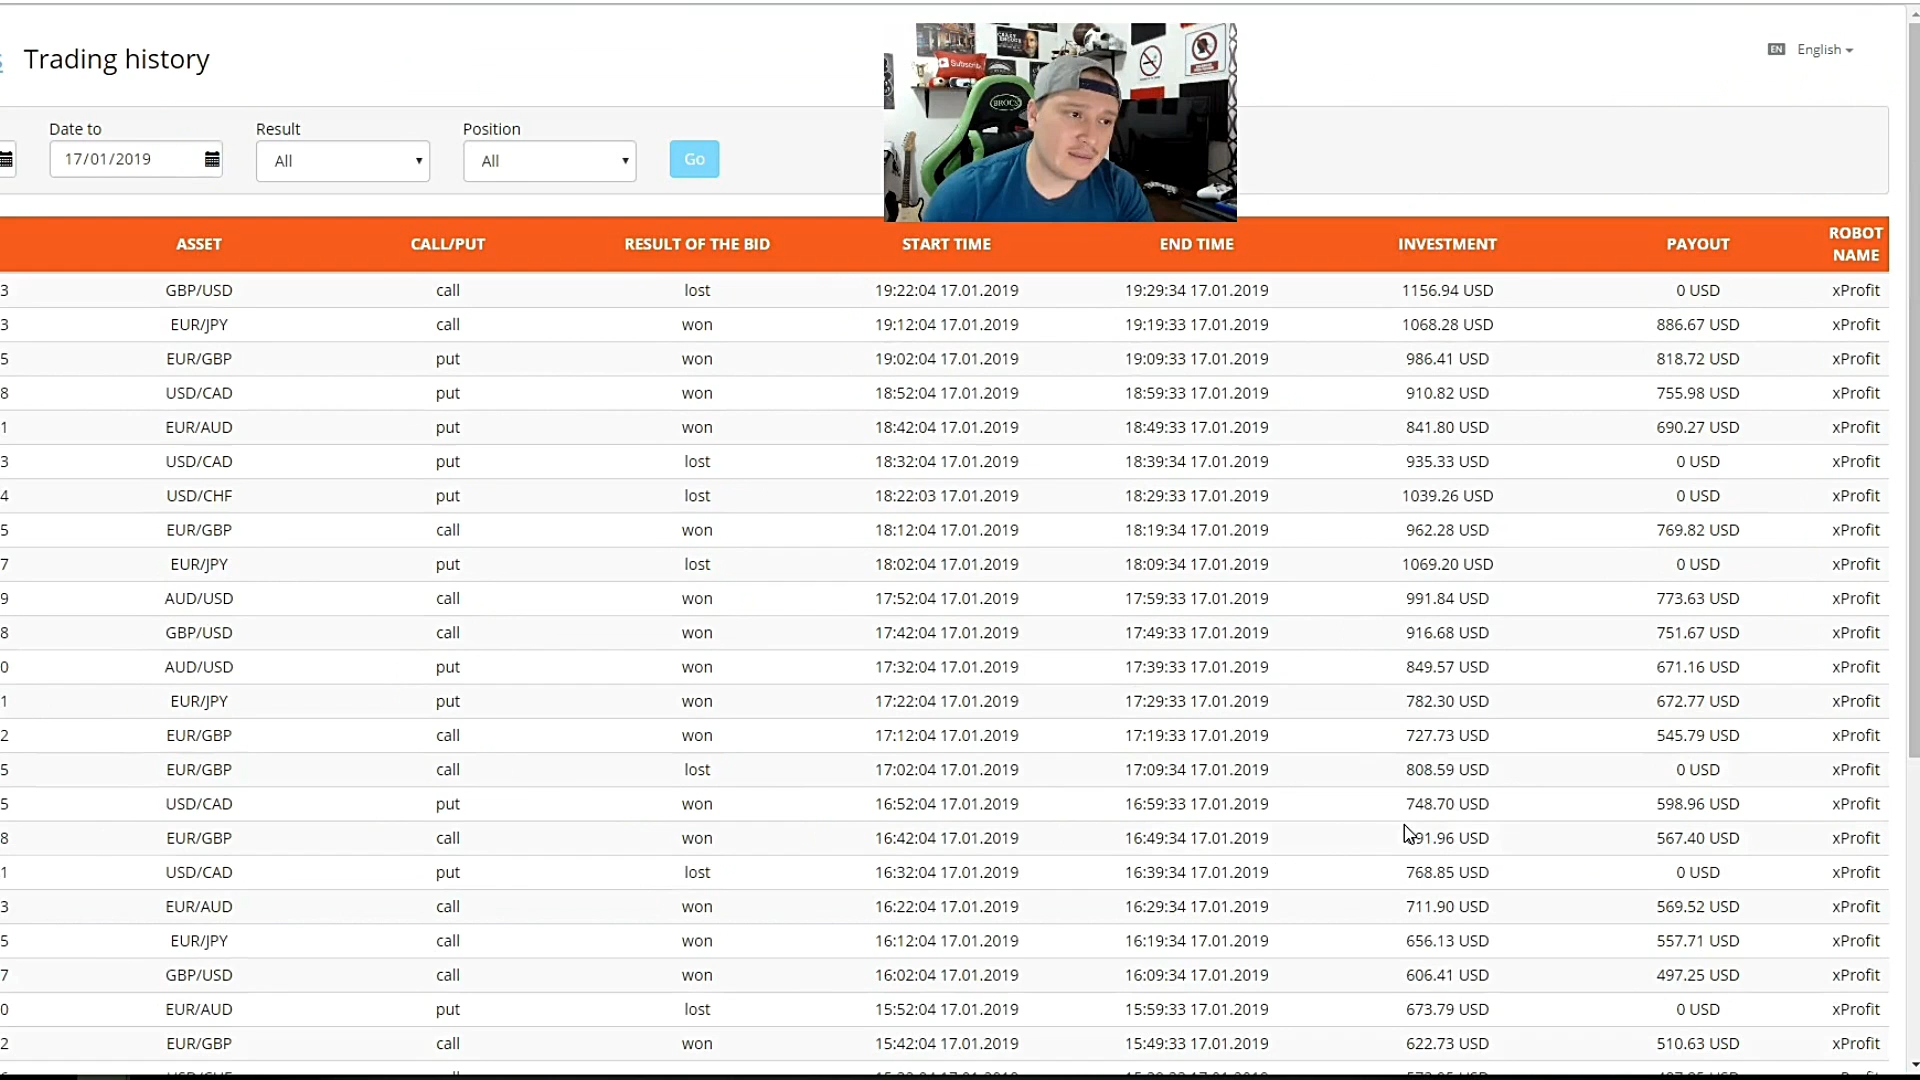 Trading history
EN English
Date to Result Position
17/01/2019 All All Go
Subscribe
BROCS
ASSET CALL/PUT RESULT OF THE BID START TIME END TIME INVESTMENT PAYOUT ROBOT NAME
3 GBP/USD call lost 19:22:04 17.01.2019 19:29:34 17.01.2019 1156.94 USD 0 USD xProfit
3 EUR/JPY call won 19:12:04 17.01.2019 19:19:33 17.01.2019 1068.28 USD 886.67 USD xProfit
5 EUR/GBP put won 19:02:04 17.01.2019 19:09:33 17.01.2019 986.41 USD 818.72 USD xProfit
8 USD/CAD put won 18:52:04 17.01.2019 18:59:33 17.01.2019 910.82 USD 755.98 USD xProfit
1 EUR/AUD put won 18:42:04 17.01.2019 18:49:33 17.01.2019 841.80 USD 690.27 USD xProfit
3 USD/CAD put lost 18:32:04 17.01.2019 18:39:34 17.01.2019 935.33 USD 0 USD xProfit
4 USD/CHF put lost 18:22:03 17.01.2019 18:29:33 17.01.2019 1039.26 USD 0 USD xProfit
5 EUR/GBP call won 18:12:04 17.01.2019 18:19:34 17.01.2019 962.28 USD 769.82 USD xProfit
7 EUR/JPY put lost 18:02:04 17.01.2019 18:09:34 17.01.2019 1069.20 USD 0 USD xProfit
9 AUD/USD call won 17:52:04 17.01.2019 17:59:33 17.01.2019 991.84 USD 773.63 USD xProfit
8 GBP/USD call won 17:42:04 17.01.2019 17:49:33 17.01.2019 916.68 USD 751.67 USD xProfit
0 AUD/USD put won 17:32:04 17.01.2019 17:39:33 17.01.2019 849.57 USD 671.16 USD xProfit
1 EUR/JPY put won 17:22:04 17.01.2019 17:29:33 17.01.2019 782.30 USD 672.77 USD xProfit
2 EUR/GBP call won 17:12:04 17.01.2019 17:19:33 17.01.2019 727.73 USD 545.79 USD xProfit
5 EUR/GBP call lost 17:02:04 17.01.2019 17:09:34 17.01.2019 808.59 USD 0 USD xProfit
5 USD/CAD put won 16:52:04 17.01.2019 16:59:33 17.01.2019 748.70 USD 598.96 USD xProfit
8 EUR/GBP call won 16:42:04 17.01.2019 16:49:34 17.01.2019 91.96 USD 567.40 USD xProfit
1 USD/CAD put lost 16:32:04 17.01.2019 16:39:34 17.01.2019 768.85 USD 0 USD xProfit
3 EUR/AUD call won 16:22:04 17.01.2019 16:29:34 17.01.2019 711.90 USD 569.52 USD xProfit
5 EUR/JPY call won 16:12:04 17.01.2019 16:19:34 17.01.2019 656.13 USD 557.71 USD xProfit
7 GBP/USD call won 16:02:04 17.01.2019 16:09:34 17.01.2019 606.41 USD 497.25 USD xProfit
0 EUR/AUD put lost 15:52:04 17.01.2019 15:59:33 17.01.2019 673.79 USD 0 USD xProfit
2 EUR/GBP call won 15:42:04 17.01.2019 15:49:33 17.01.2019 622.73 USD 510.63 USD xProfit